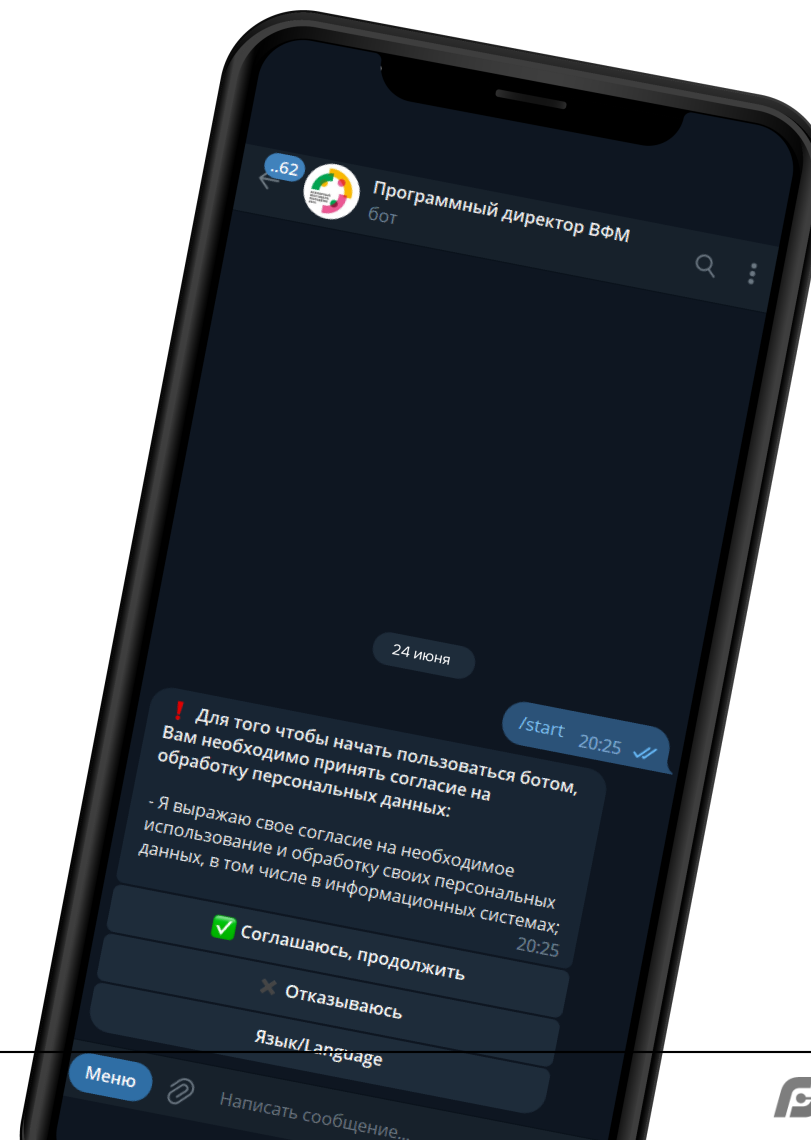 ..62
Программный директор ВФМ
бот
24 июня
/start 20:25
❗ Для того чтобы начать пользоваться ботом,
Вам необходимо принять согласие на
обработку персональных данных:
- Я выражаю свое согласие на необходимое
использование и обработку своих персональных
данных, в том числе в информационных системах;
20:25
✅ Соглашаюсь, продолжить
✖ Отказываюсь
Язык/Language
Меню
Написать сообщение...